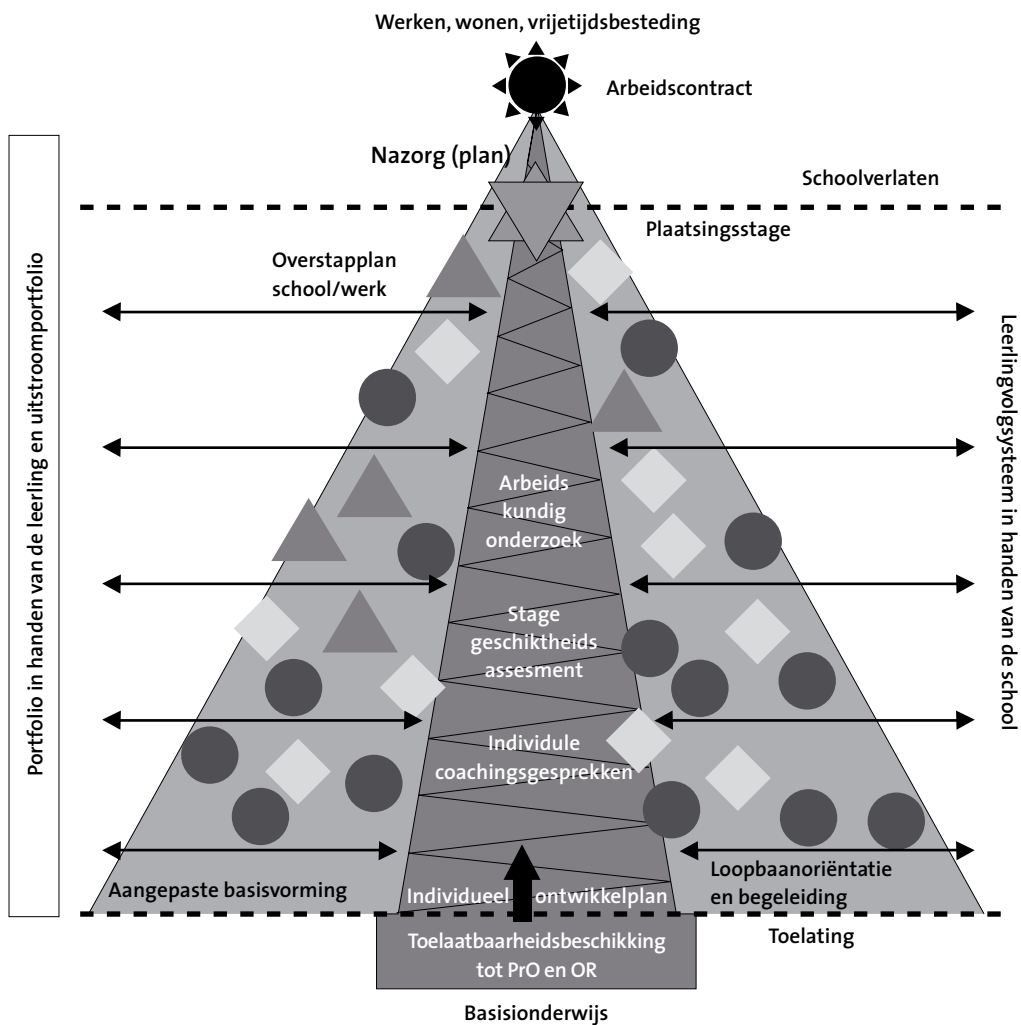 Werken, wonen, vrijetijdsbesteding
Arbeidscontract
Nazorg (plan)
Schoolverlaten
Plaatsingsstage
Overstapplan
school/werk
Portfolio in handen van de leerling en uitstroomportfolio
Leerlingvolgsysteem in handen van de school
Arbeids
kundig
onderzoek
Stage
geschiktheids
assesment
Individule
coachingsgesprekken
Aangepaste basisvorming
Individueel ontwikkelplan
Loopbaanoriëntatie
en begeleiding
Toelating
Toelaatbaarheidsbeschikking
tot PrO en OR
Basisionderwijs